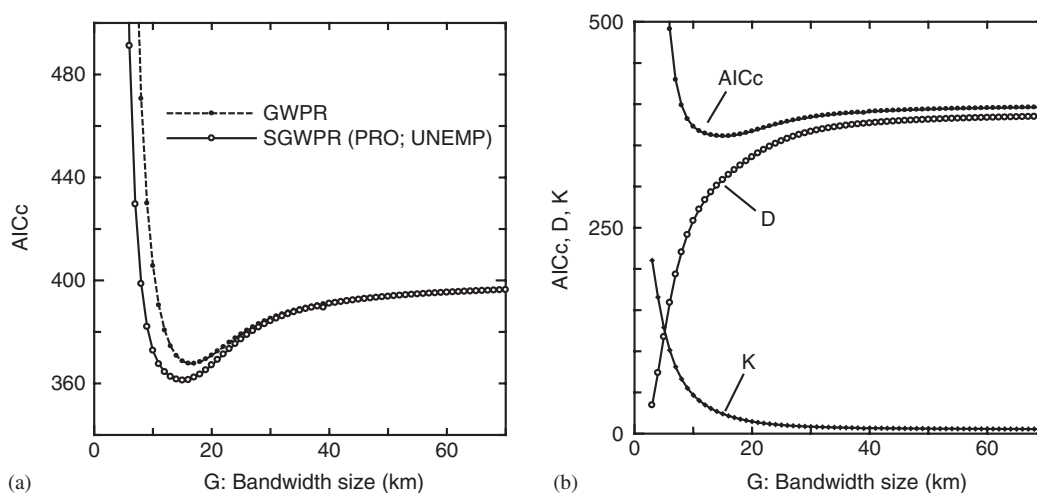 480
440
400
360
AICc
GWPR
SGWPR (PRO; UNEMP)
0
20
40
60
G: Bandwidth size (km)
(a)
500
250
0
AICc, D, K
AICc
D
K
0
20
40
60
G: Bandwidth size (km)
(b)